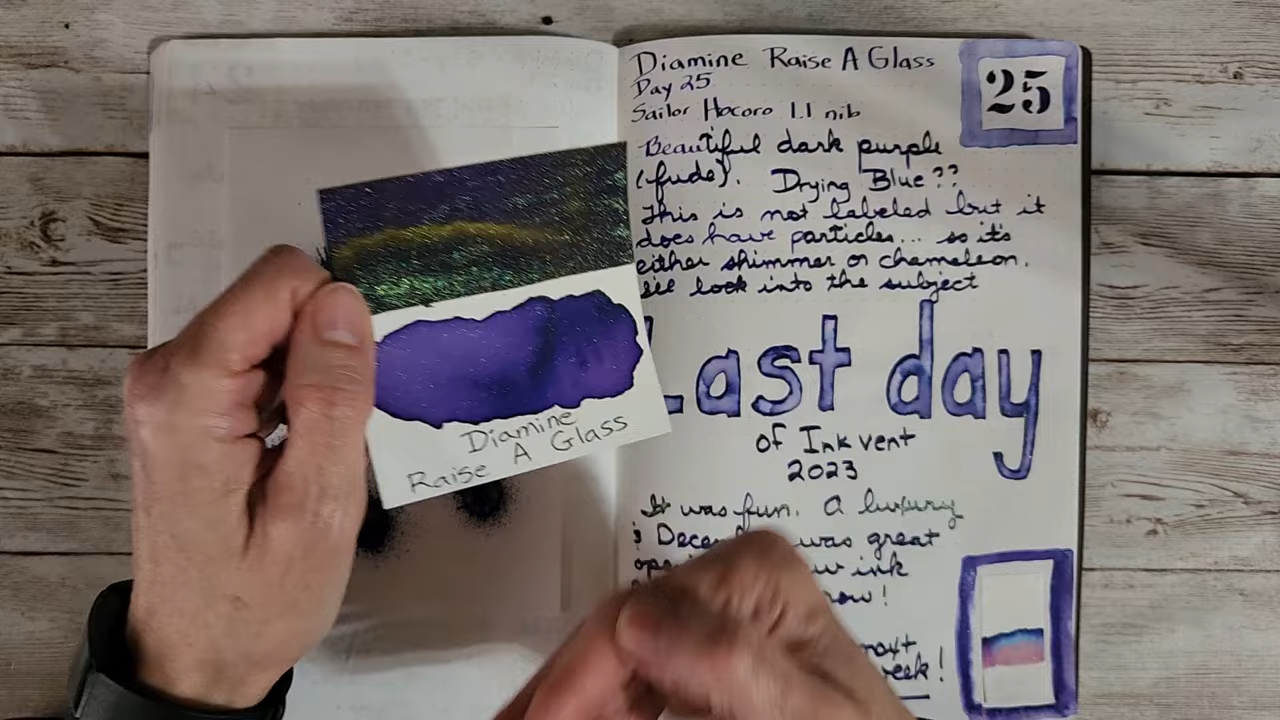 Diamine Raise A Glass
Day 25
25
Sailor Hocoro 1.1 nib
Beautiful dark purple
(fude). Drying Blue??
This is not labeled but it
does have particles... so it's
either shimmer or chameleon.
look into the subject
Last day
of Inkvent
2023
It was fun. A luxury
was great
ink
week!
Diamine
Raise A Glass